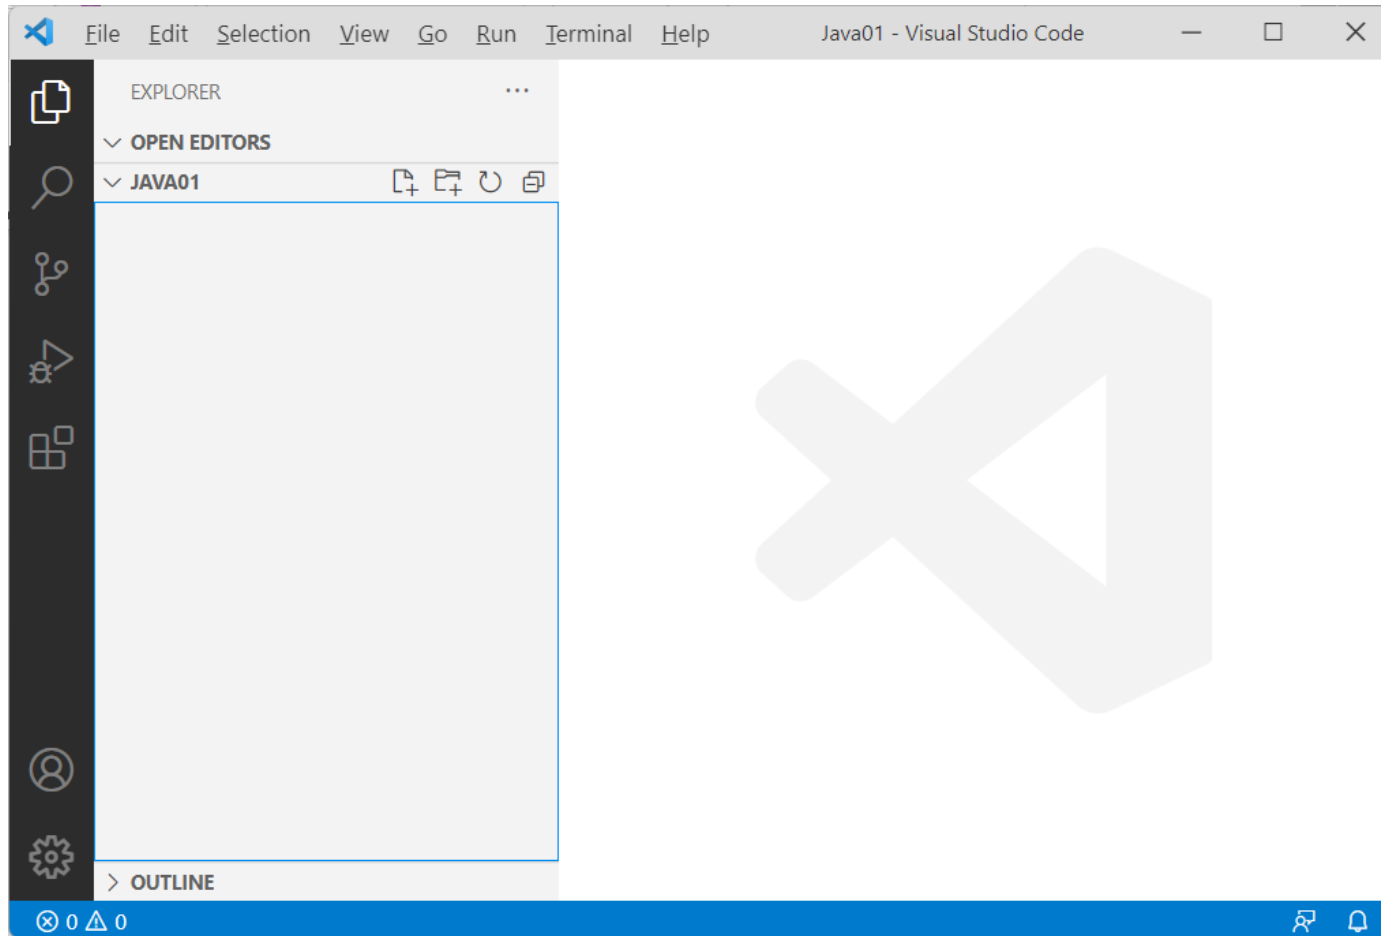 File Edit Selection View Go Run Terminal Help Java01 - Visual Studio Code
EXPLORER
OPEN EDITORS
JAVA01
OUTLINE
0 0